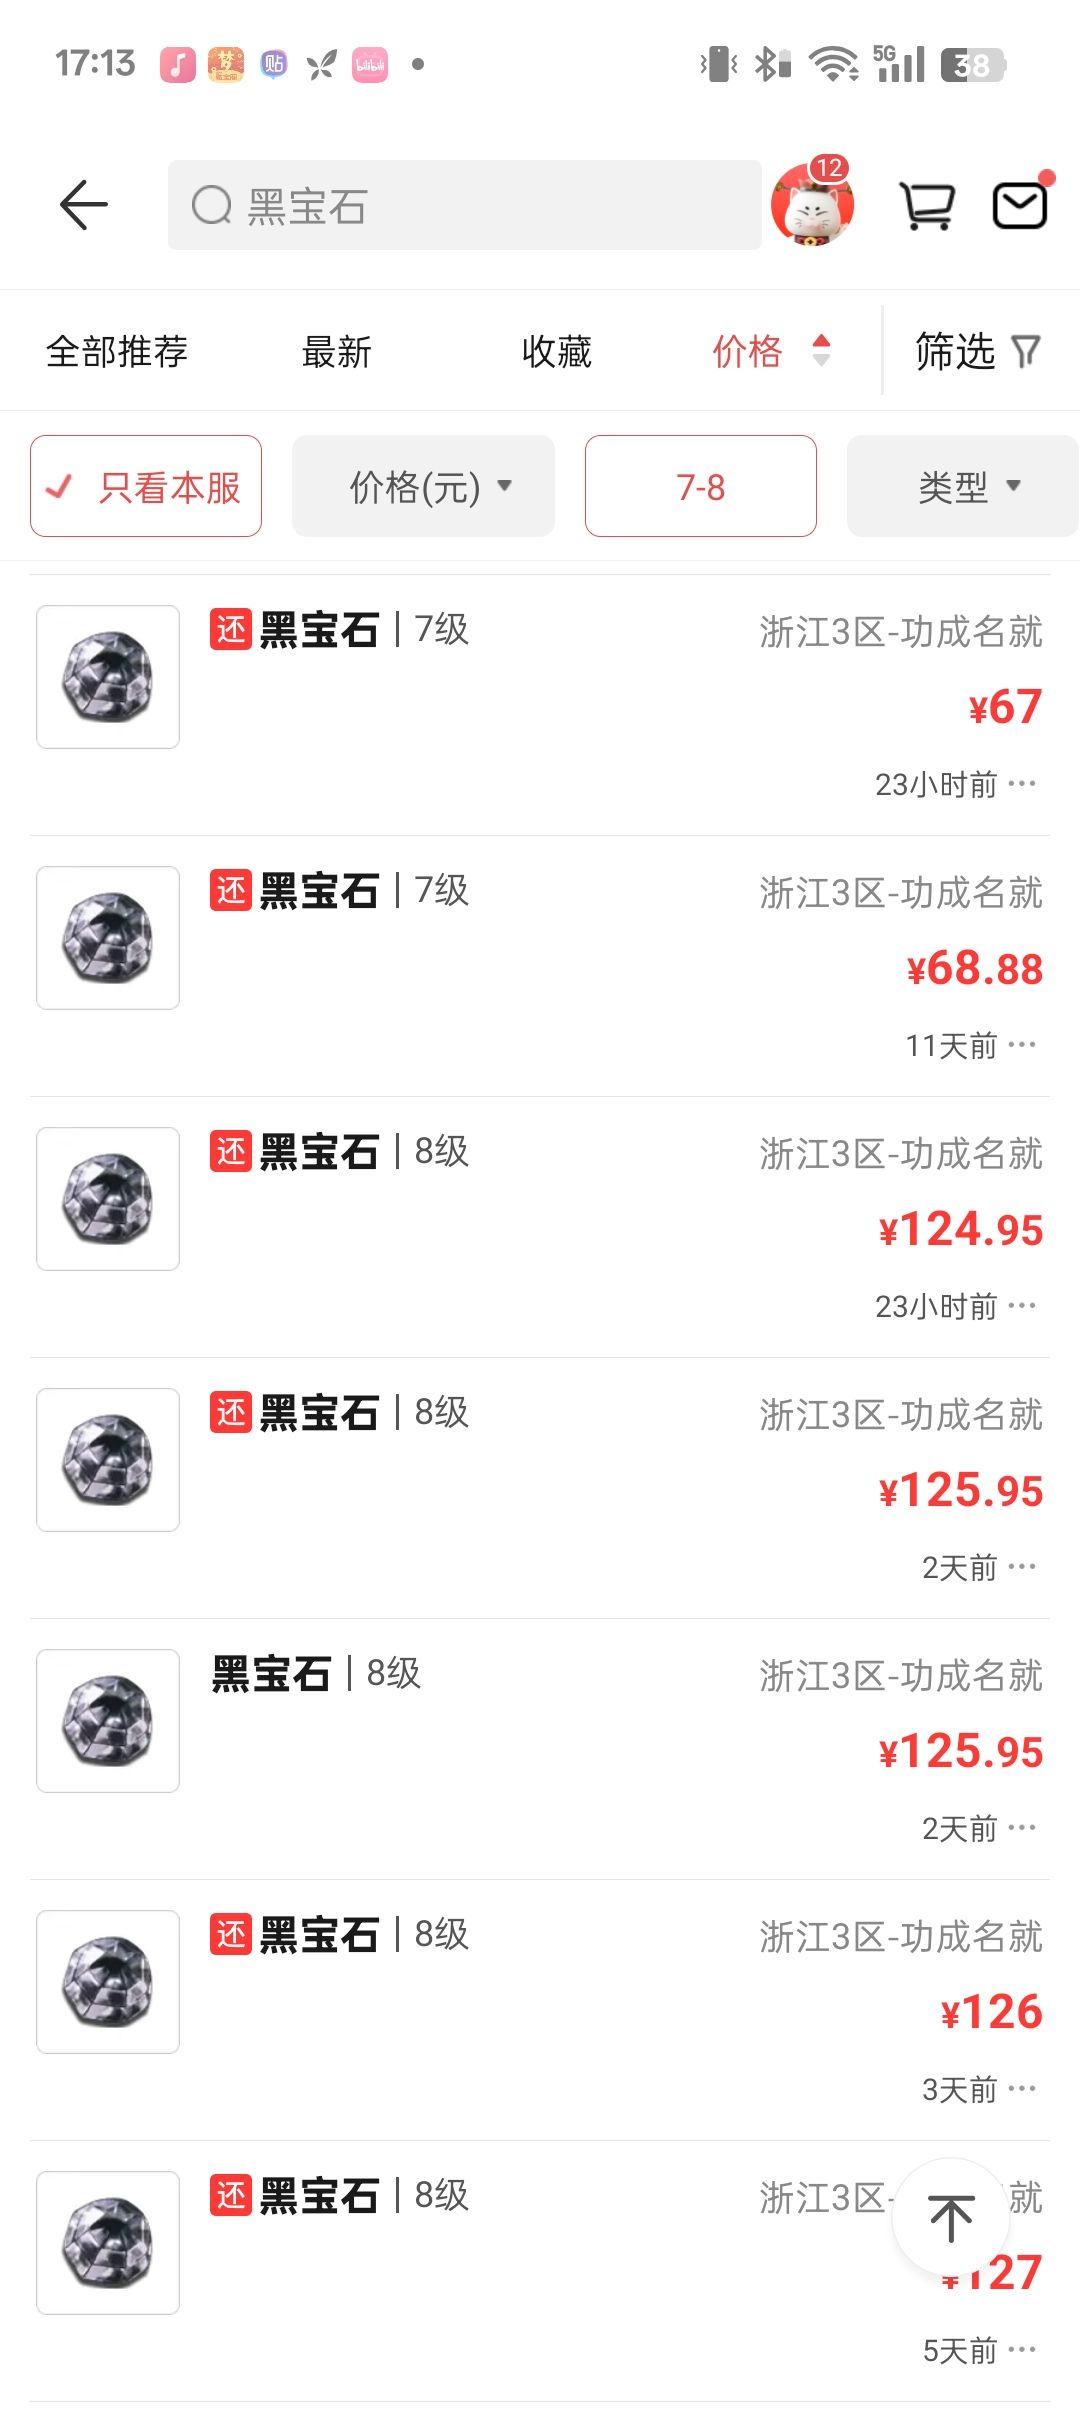 17:13 梦 贴 bilibili 5G 38
黑宝石 12
全部推荐 最新 收藏 价格 筛选
只看本服 价格(元) 7-8 类型
还 黑宝石 | 7级 浙江3区-功成名就
¥67
23小时前 ···
还 黑宝石 | 7级 浙江3区-功成名就
¥68.88
11天前 ···
还 黑宝石 | 8级 浙江3区-功成名就
¥124.95
23小时前 ···
还 黑宝石 | 8级 浙江3区-功成名就
¥125.95
2天前 ···
黑宝石 | 8级 浙江3区-功成名就
¥125.95
2天前 ···
还 黑宝石 | 8级 浙江3区-功成名就
¥126
3天前 ···
还 黑宝石 | 8级 浙江3区- 就
¥127
5天前 ···